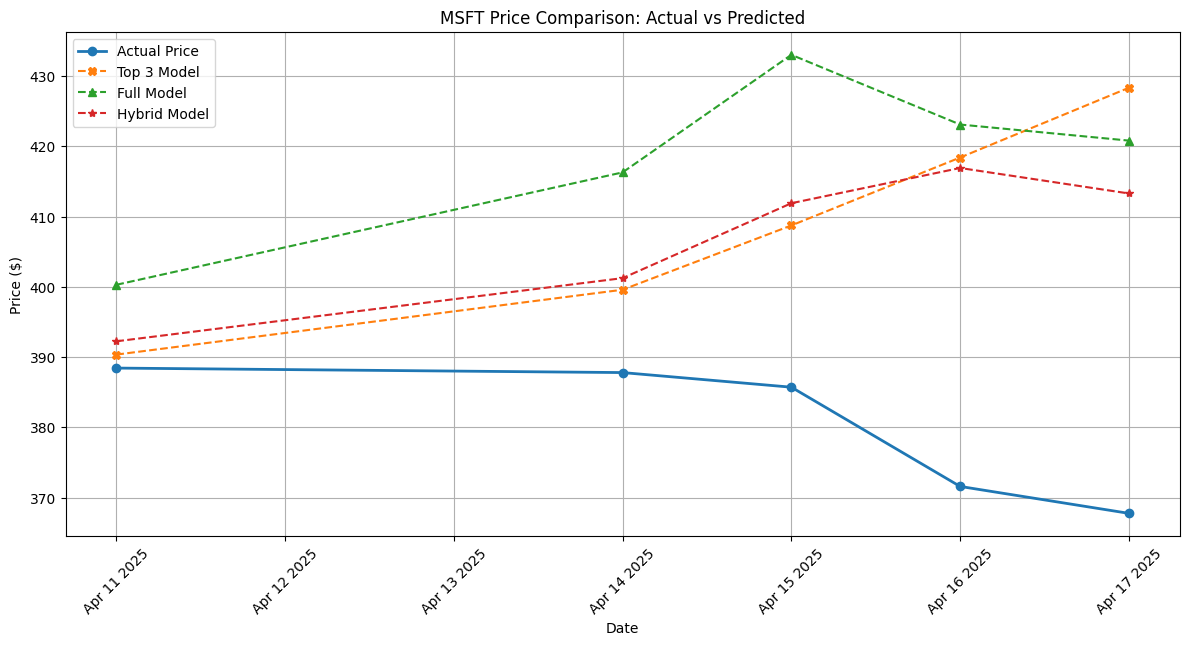 MSFT Price Comparison: Actual vs Predicted
Actual Price
Top 3 Model
Full Model
Hybrid Model
Price ($)
430
420
410
400
390
380
370
Apr 11 2025
Apr 12 2025
Apr 13 2025
Apr 14 2025
Apr 15 2025
Apr 16 2025
Apr 17 2025
Date